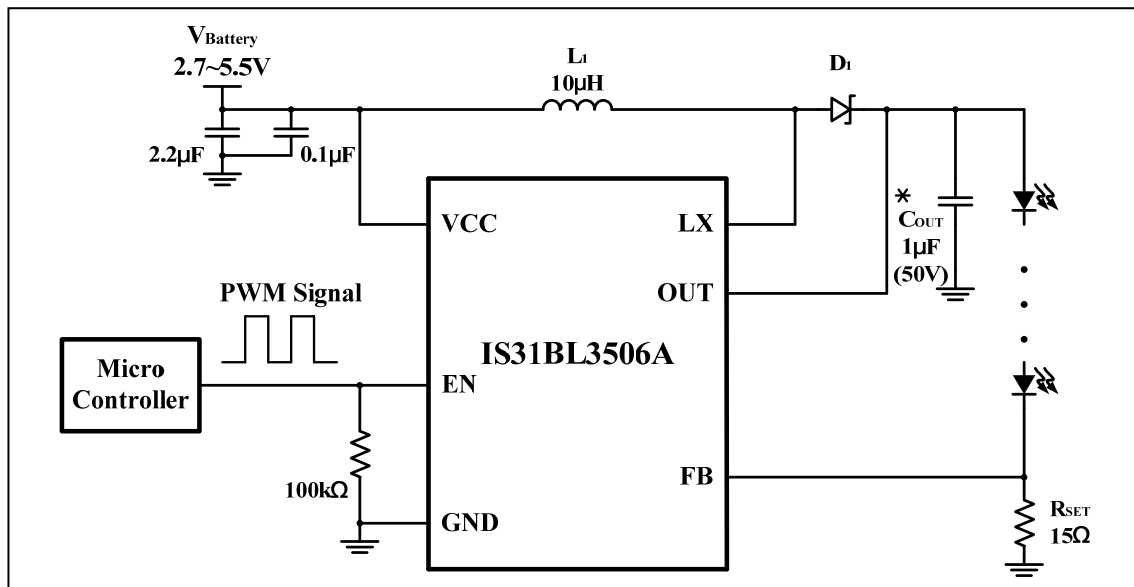 VBattery
2.7~5.5V
L1
10µH
D1
2.2µF
0.1µF
VCC
LX
*
COUT
1µF
(50V)
OUT
PWM Signal
IS31BL3506A
Micro
Controller
EN
100kΩ
FB
GND
RSET
15Ω